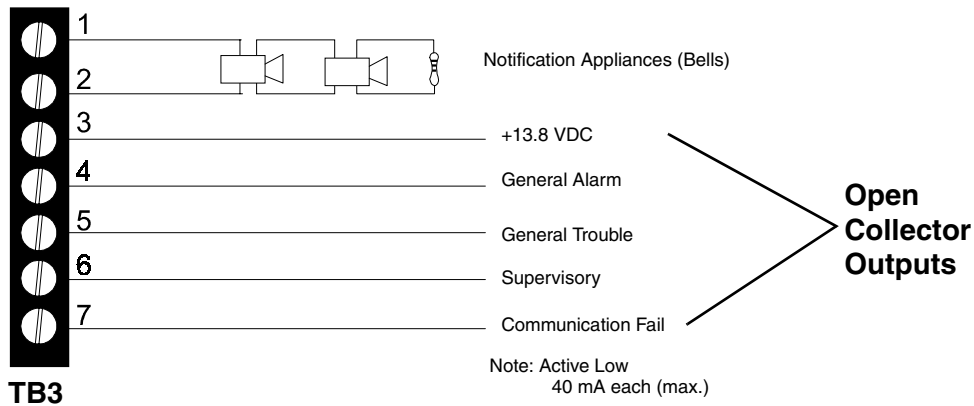 1
Notification Appliances (Bells)
2
3
+13.8 VDC
4
General Alarm
5
General Trouble
6
Supervisory
7
Communication Fail
Open
Collector
Outputs
Note: Active Low
40 mA each (max.)
TB3